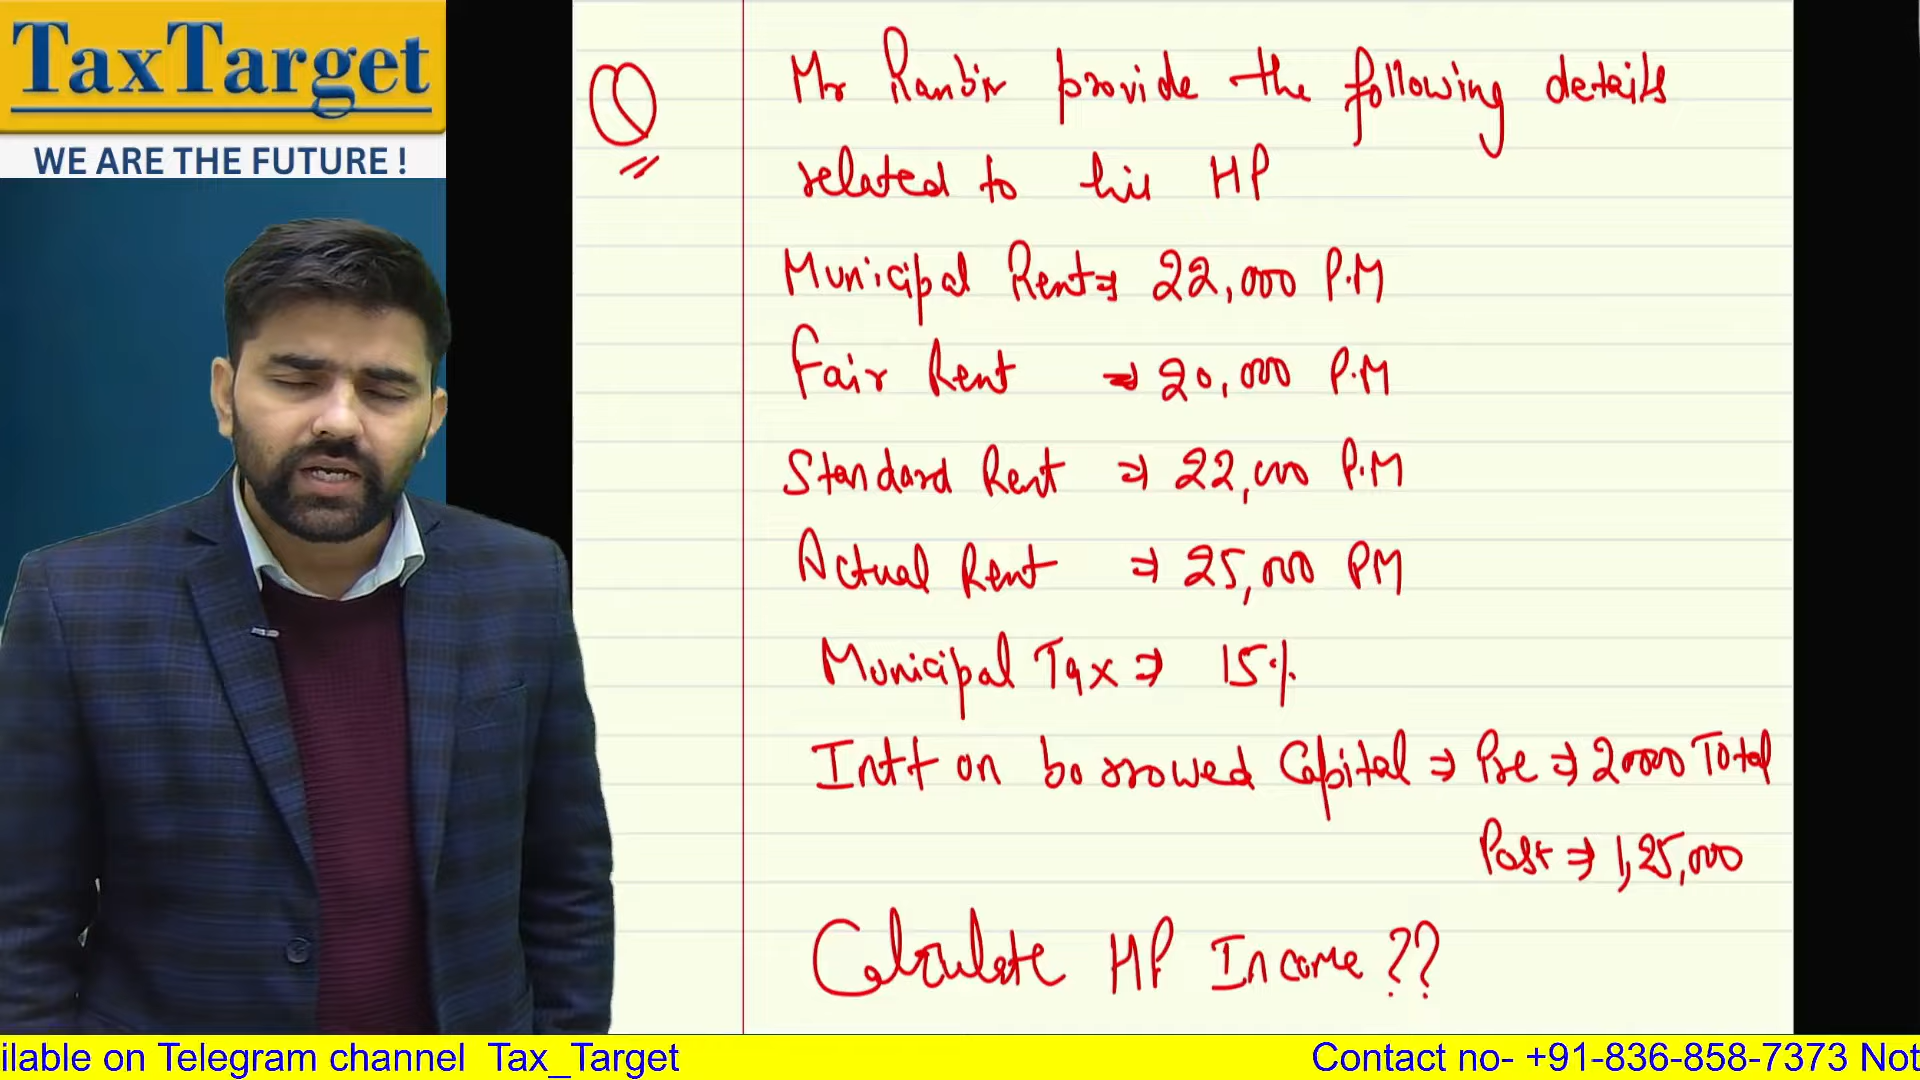 TaxTarget
WE ARE THE FUTURE !
Q
Mr Ranbir provide the following details
related to his HP
Municipal Rent ⇒ 22,000 P.M
Fair Rent ⇒ 20,000 P.M
Standard Rent ⇒ 22,000 P.M
Actual Rent ⇒ 25,000 PM
Municipal Tax ⇒ 15%
Intt on borrowed Capital ⇒ Pre ⇒ 20000 Total
Post ⇒ 1,25,000
Calculate HP Income ??
ilable on Telegram channel Tax_Target
Contact no- +91-836-858-7373 Not